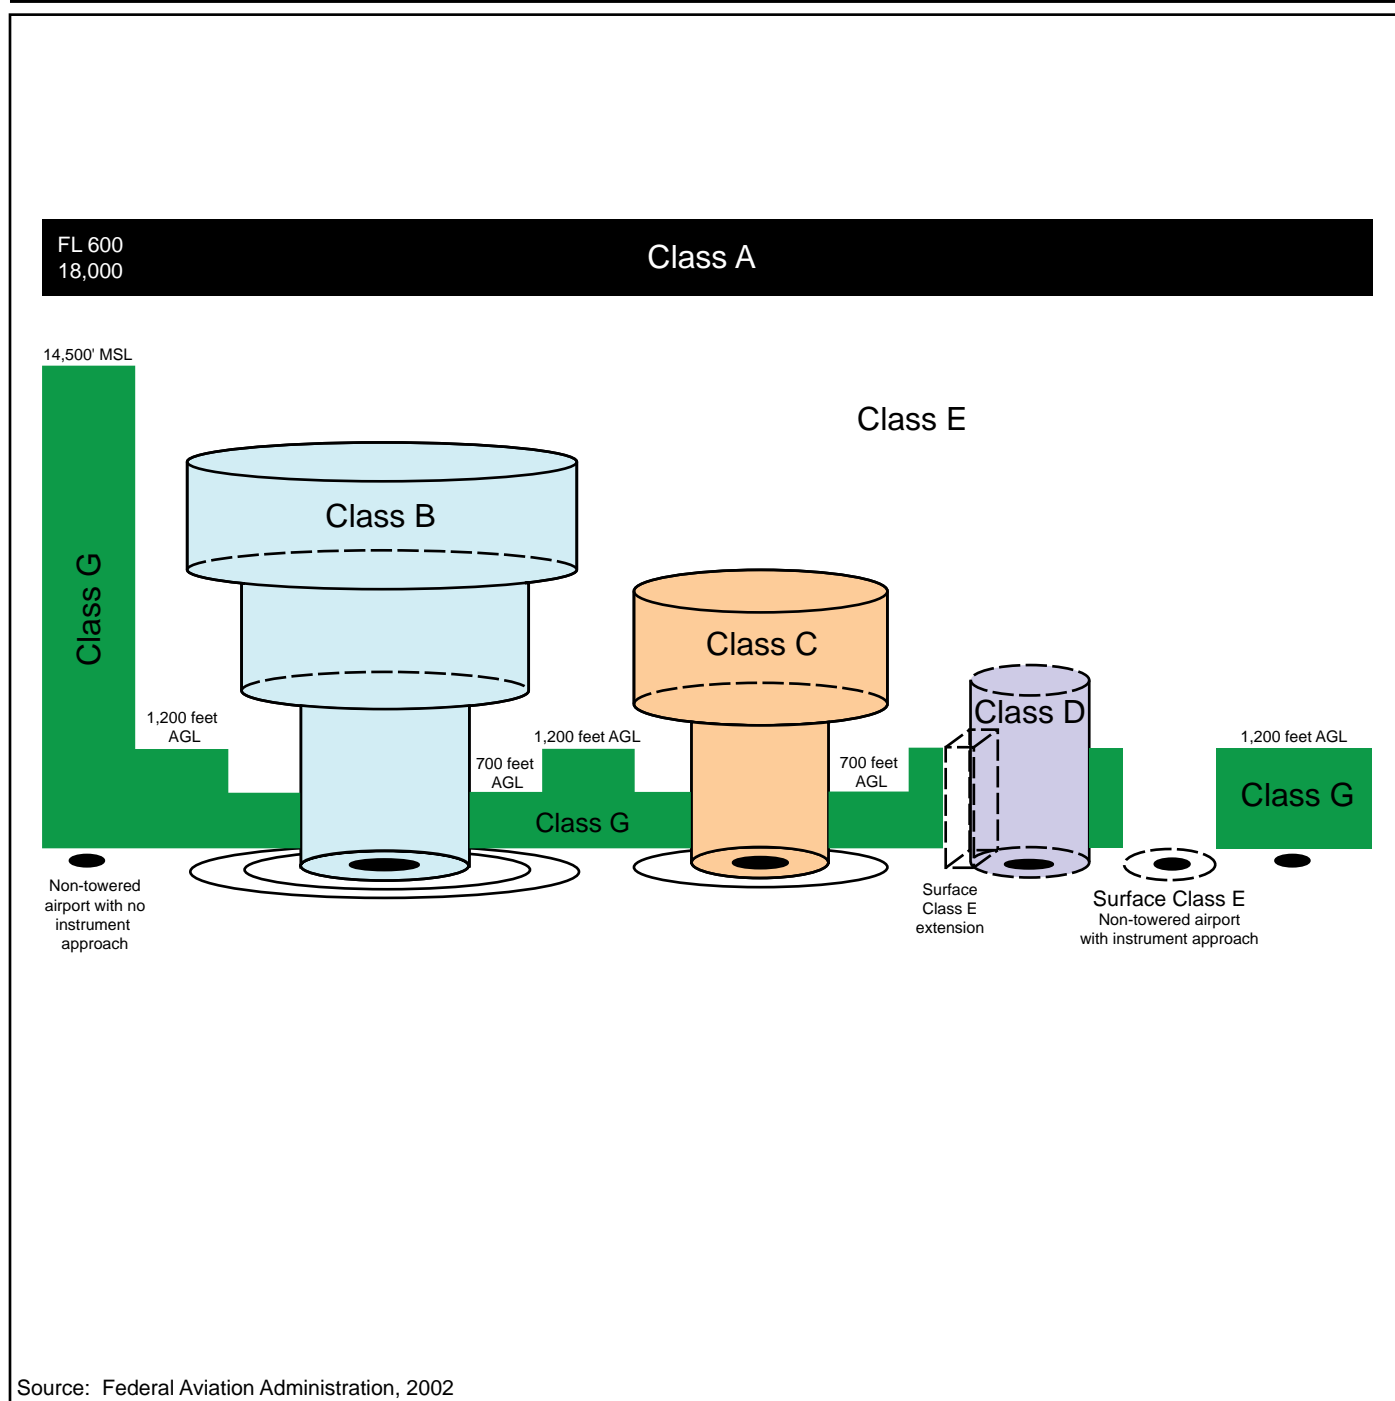 FL 600
18,000
Class A
14,500' MSL
Class E
Class B
Class G
Class C
Class D
1,200 feet
AGL
1,200 feet AGL
700 feet
AGL
700 feet
AGL
1,200 feet AGL
Class G
Class G
Non-towered
airport with no
instrument
approach
Surface
Class E
extension
Surface Class E
Non-towered airport
with instrument approach
Source: Federal Aviation Administration, 2002